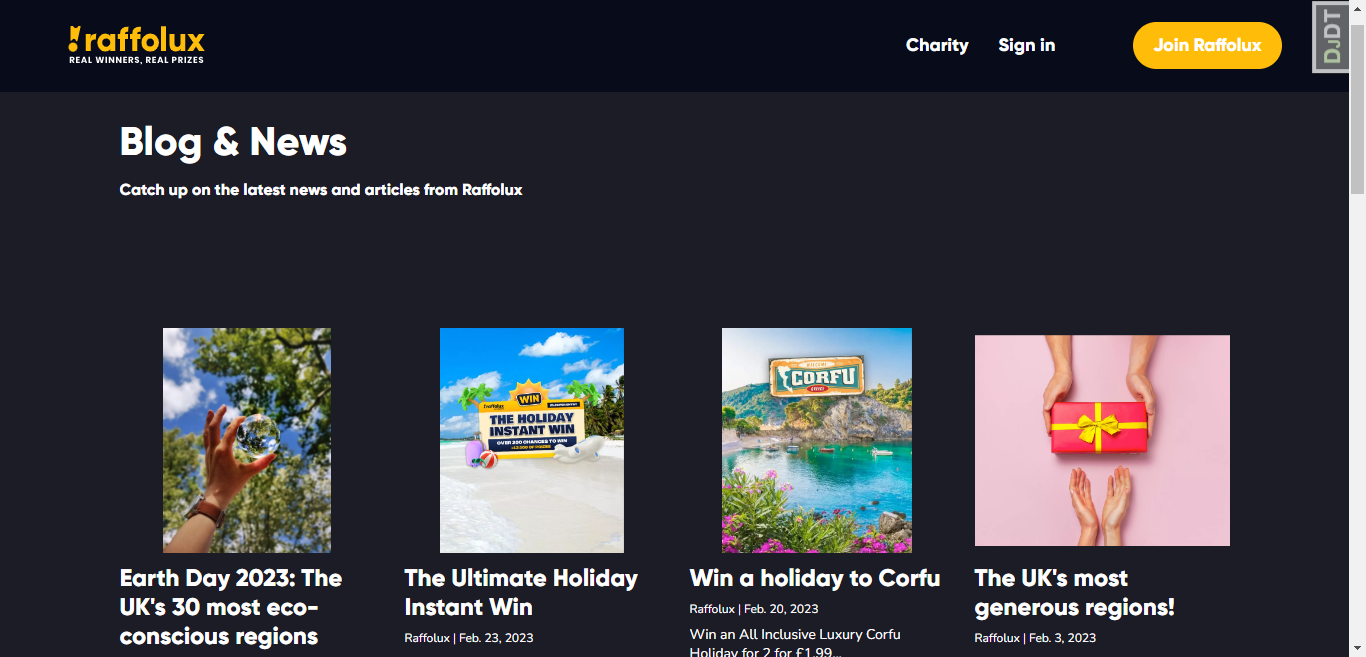 raffolux
REAL WINNERS, REAL PRIZES
Charity
Sign in
Join Raffolux
DjDT
Blog & News
Catch up on the latest news and articles from Raffolux
raffolux
WIN
THE HOLIDAY
INSTANT WIN
OVER 200 CHANCES TO WIN
CORFU
GREECE
Earth Day 2023: The
UK's 30 most eco-
conscious regions
The Ultimate Holiday
Instant Win
Raffolux | Feb. 23, 2023
Win a holiday to Corfu
Raffolux | Feb. 20, 2023
Win an All Inclusive Luxury Corfu
Holiday for 2 for £1.99...
The UK's most
generous regions!
Raffolux | Feb. 3, 2023